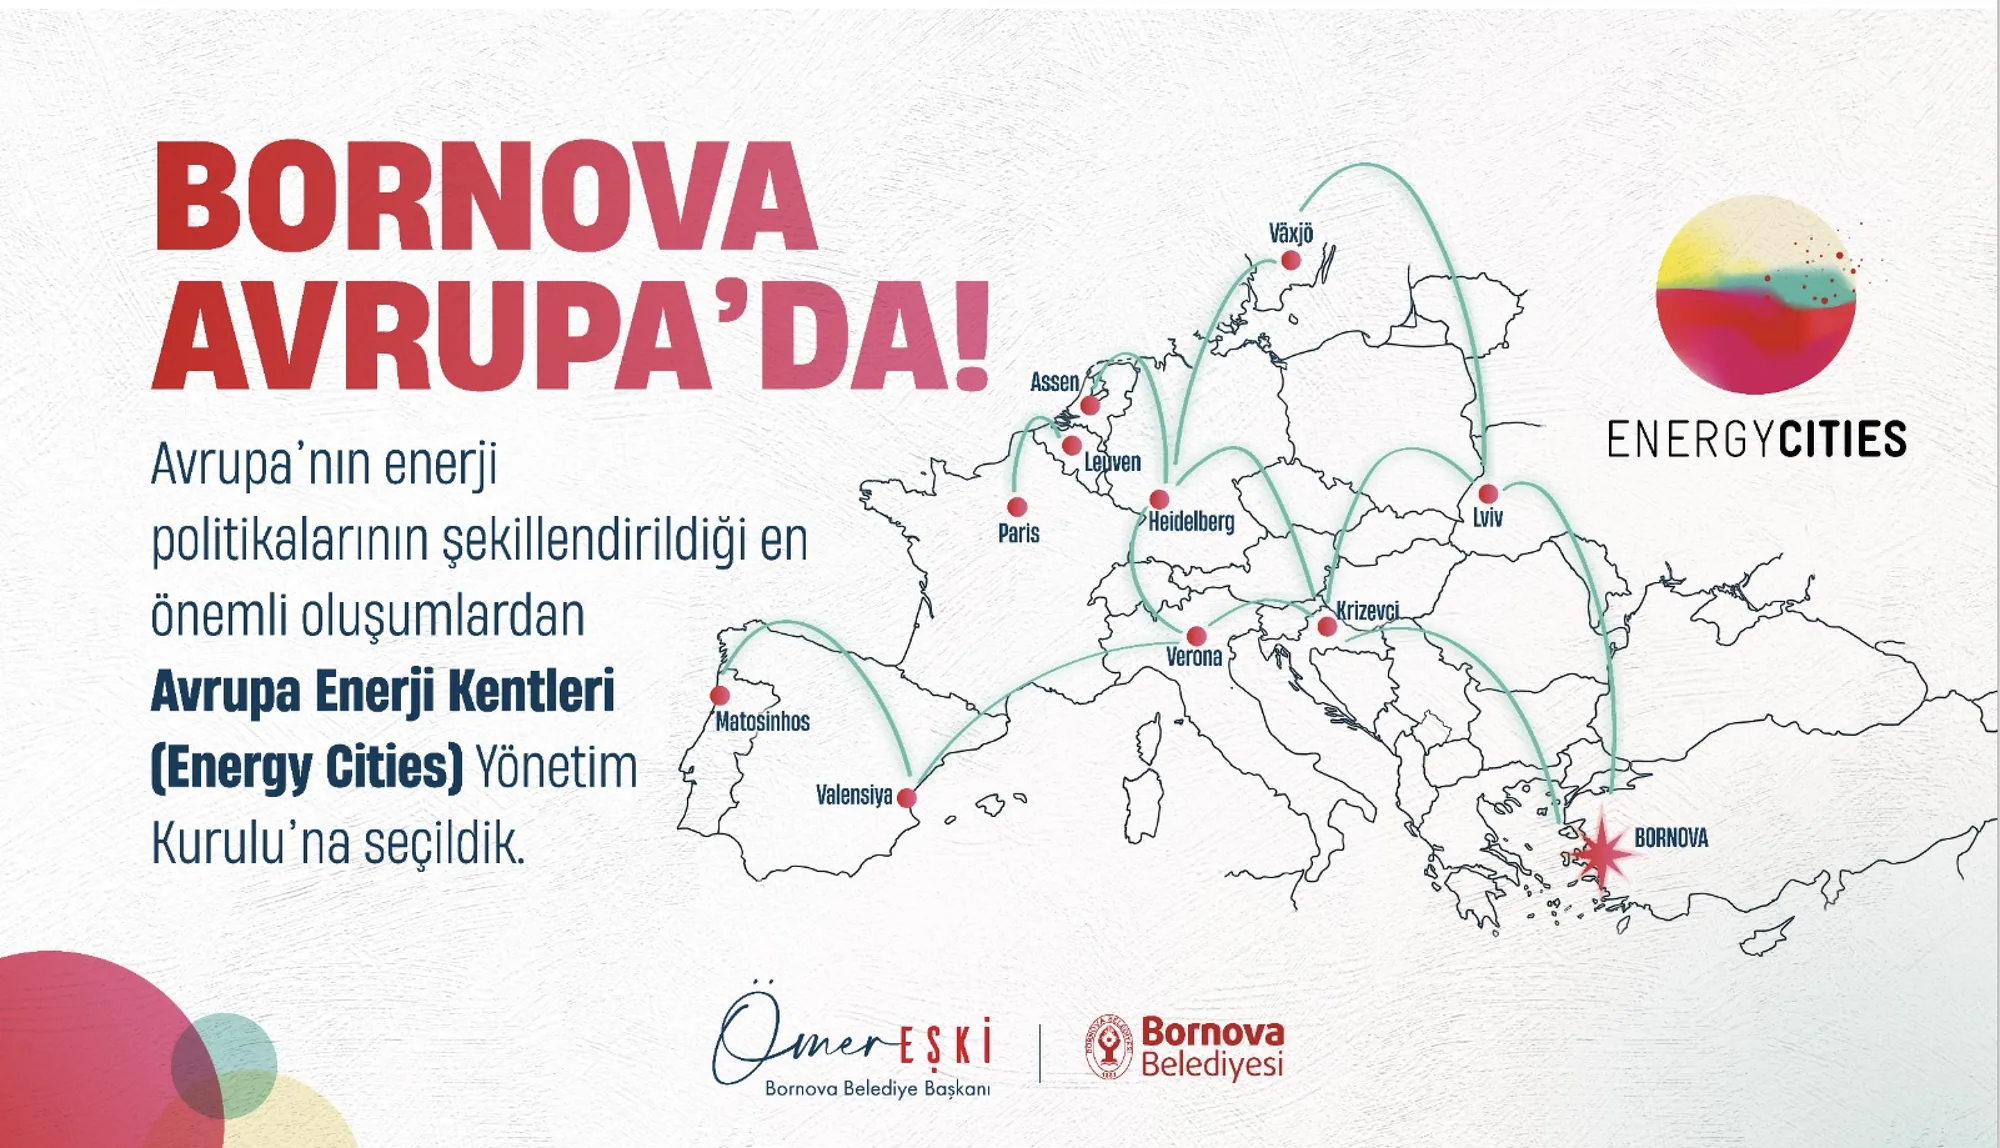 BORNOVA
AVRUPA'DA!
Avrupa'nın enerji
politikalarının şekillendirildiği en
önemli oluşumlardan
Avrupa Enerji Kentleri
(Energy Cities) Yönetim
Kurulu'na seçildik.
Växjö
Assen
Leuven
Paris
Heidelberg
Lviv
Krizevci
Verona
Matosinhos
Valensiya
BORNOVA
ENERGYCITIES
Ömer EŞKİ
Bornova Belediye Başkanı
Bornova
Belediyesi